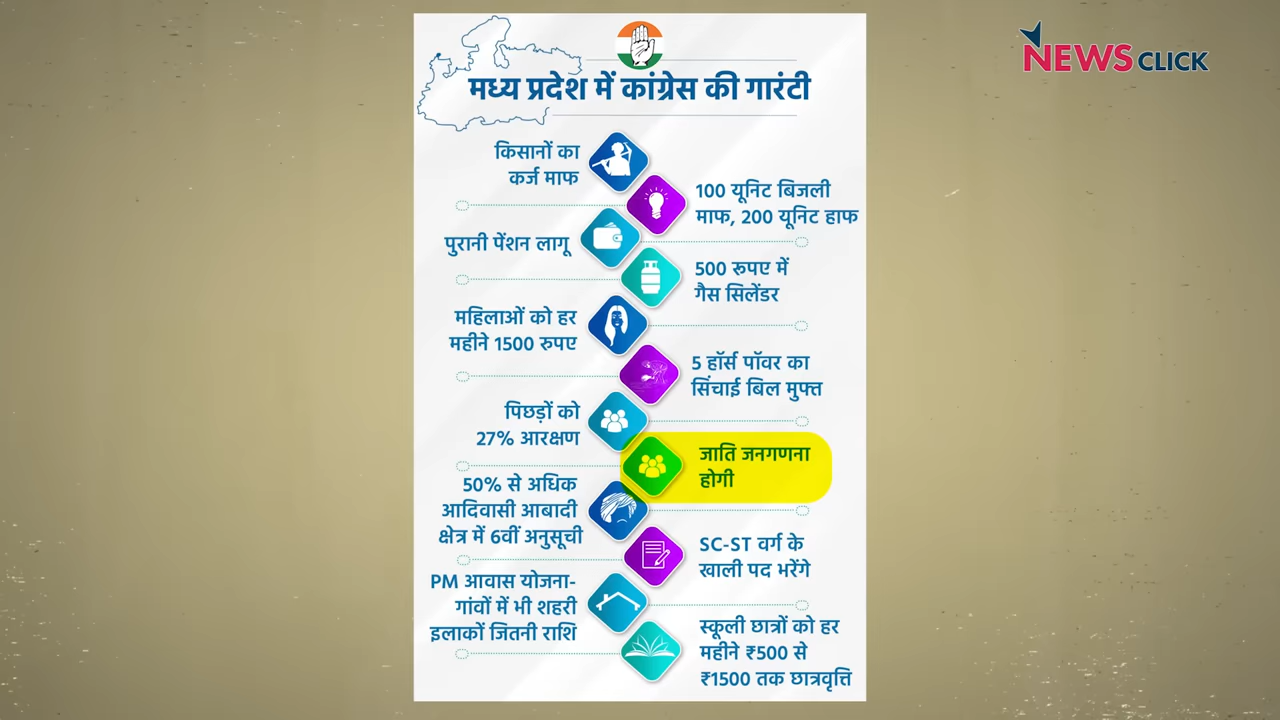 NEWSCLICK
मध्य प्रदेश में कांग्रेस की गारंटी
किसानों का
कर्ज माफ
100 यूनिट बिजली
माफ, 200 यूनिट हाफ
पुरानी पेंशन लागू
500 रूपए में
गैस सिलेंडर
महिलाओं को हर
महीने 1500 रुपए
5 हॉर्स पॉवर का
सिंचाई बिल मुफ्त
पिछड़ों को
27% आरक्षण
जाति जनगणना
होगी
50% से अधिक
आदिवासी आबादी
क्षेत्र में 6वीं अनुसूची
SC-ST वर्ग के
खाली पद भरेंगे
PM आवास योजना-
गांवों में भी शहरी
इलाकों जितनी राशि
स्कूली छात्रों को हर
महीने ₹500 से
₹1500 तक छात्रवृत्ति